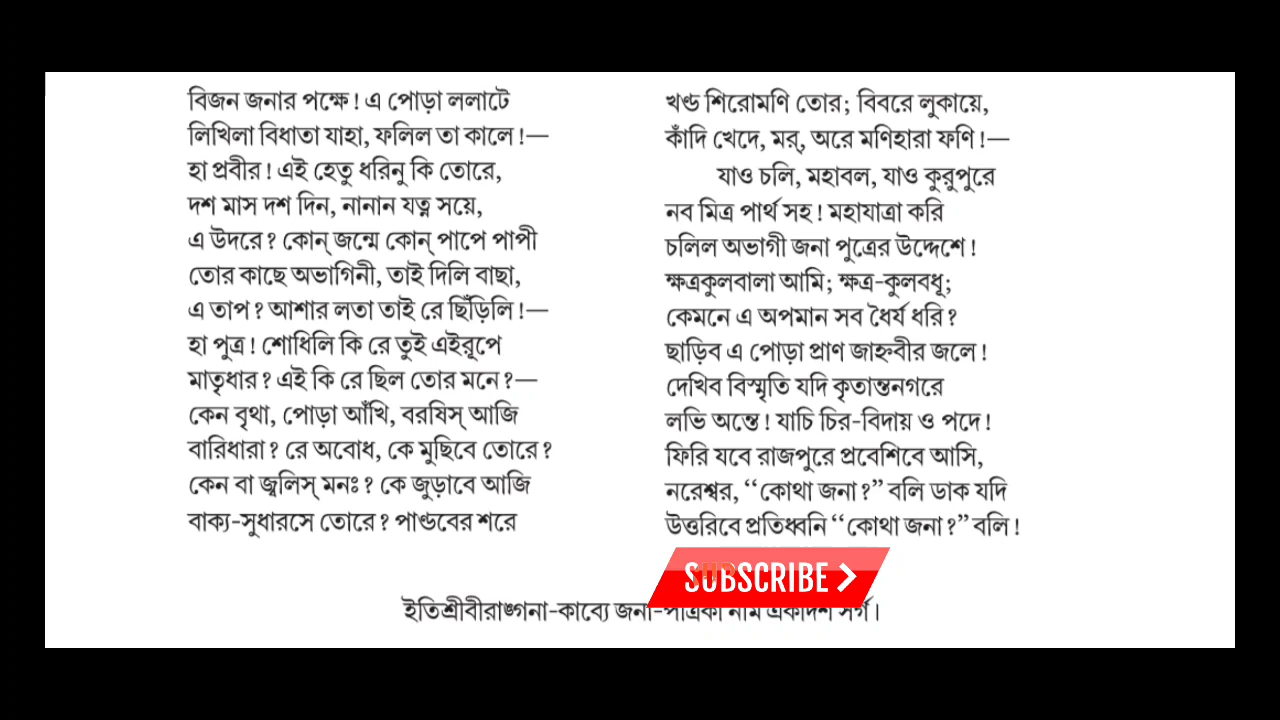 বিজন জনার পক্ষে! এ পোড়া ললাটে
লিখিলা বিধাতা যাহা, ফলিল তা কালে!—
হা প্রবীর! এই হেতু ধরিনু কি তোরে,
দশ মাস দশ দিন, নানান যত্ন সয়ে,
এ উদরে? কোন্ জন্মে কোন্ পাপে পাপী
তোর কাছে অভাগিনী, তাই দিলি বাছা,
এ তাপ? আশার লতা তাই রে ছিঁড়িলি!—
হা পুত্র! শোধিলি কি রে তুই এইরূপে
মাতৃধার? এই কি রে ছিল তোর মনে?—
কেন বৃথা, পোড়া আঁখি, বরষিস্ আজি
বারিধারা? রে অবোধ, কে মুছিবে তোরে?
কেন বা জ্বলিস্ মনঃ? কে জুড়াবে আজি
বাক্য-সুধারসে তোরে? পাণ্ডবের শরে
খণ্ড শিরোমণি তোর; বিবরে লুকায়ে,
কাঁদি খেদে, মর্, অরে মণিহারা ফণি!—
যাও চলি, মহাবল, যাও কুরুপুরে
নব মিত্র পার্থ সহ! মহাযাত্রা করি
চলিল অভাগী জনা পুত্রের উদ্দেশে!
ক্ষত্রকুলবালা আমি; ক্ষত্র-কুলবধূ;
কেমনে এ অপমান সব ধৈর্য ধরি?
ছাড়িব এ পোড়া প্রাণ জাহ্নবীর জলে!
দেখিব বিস্মৃতি যদি কৃতান্তনগরে
লভি অন্তে! যাচি চির-বিদায় ও পদে!
ফিরি যবে রাজপুরে প্রবেশিবে আসি,
নরেশ্বর, “কোথা জনা?” বলি ডাক যদি
উত্তরিবে প্রতিধ্বনি “কোথা জনা?” বলি!
SUBSCRIBE
ইতিশ্রীবীরাঙ্গনা-কাব্যে জনা-পত্রিকা নাম একাদশ সর্গ।